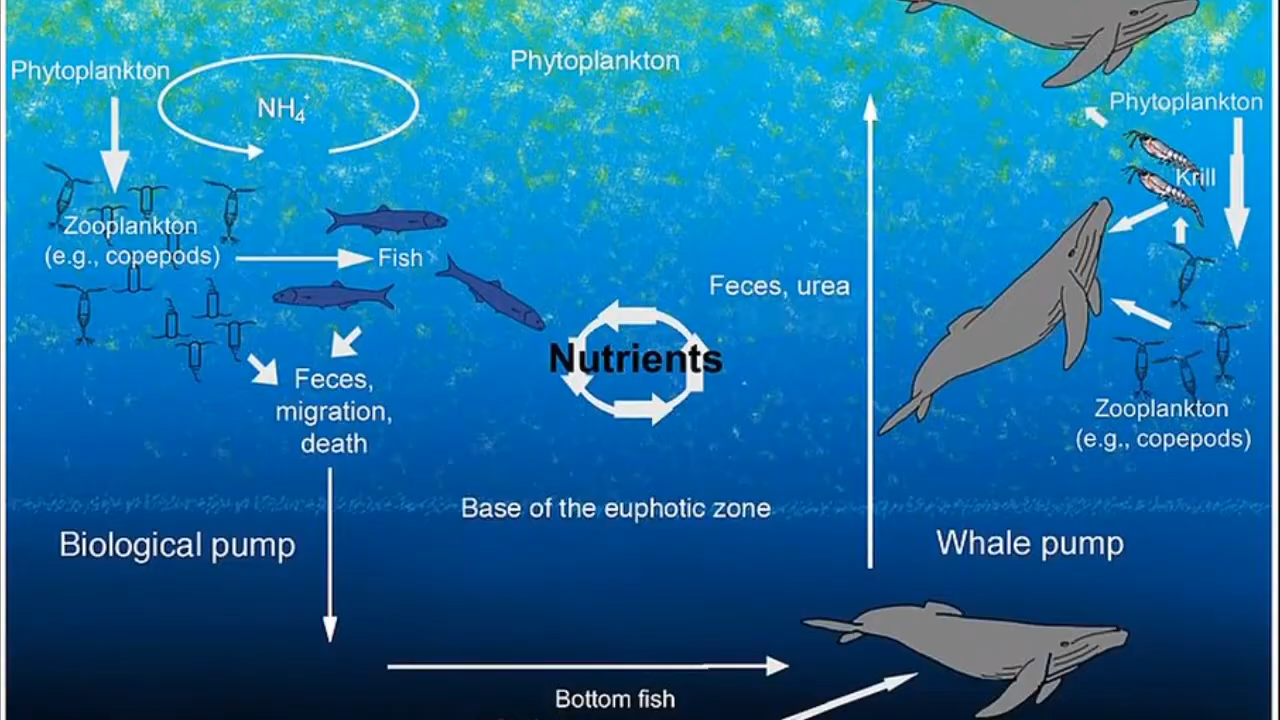 Phytoplankton
NH4+
Phytoplankton
Phytoplankton
Krill
Zooplankton
(e.g., copepods)
Fish
Feces, urea
Nutrients
Feces,
migration,
death
Zooplankton
(e.g., copepods)
Base of the euphotic zone
Biological pump
Whale pump
Bottom fish